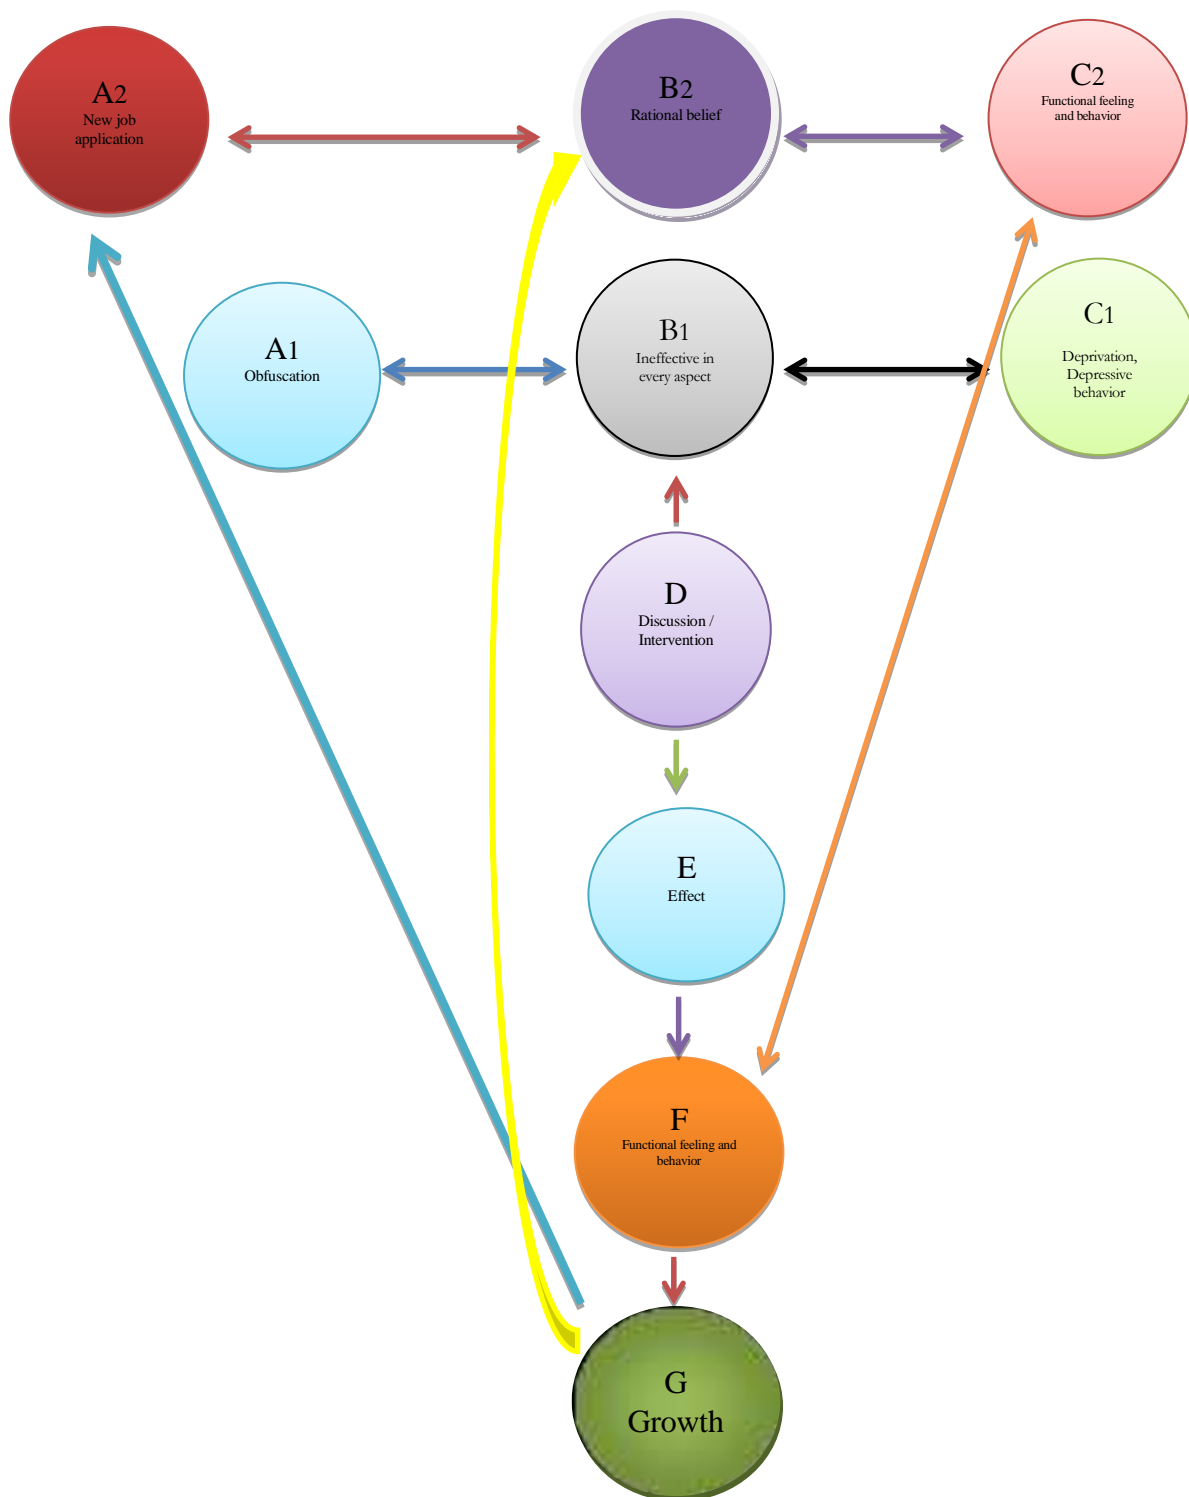 A2
New job
application
B2
Rational belief
C2
Functional feeling
and behavior
A1
Obfuscation
B1
Ineffective in
every aspect
C1
Deprivation,
Depressive
behavior
D
Discussion /
Intervention
E
Effect
F
Functional feeling and
behavior
G
Growth